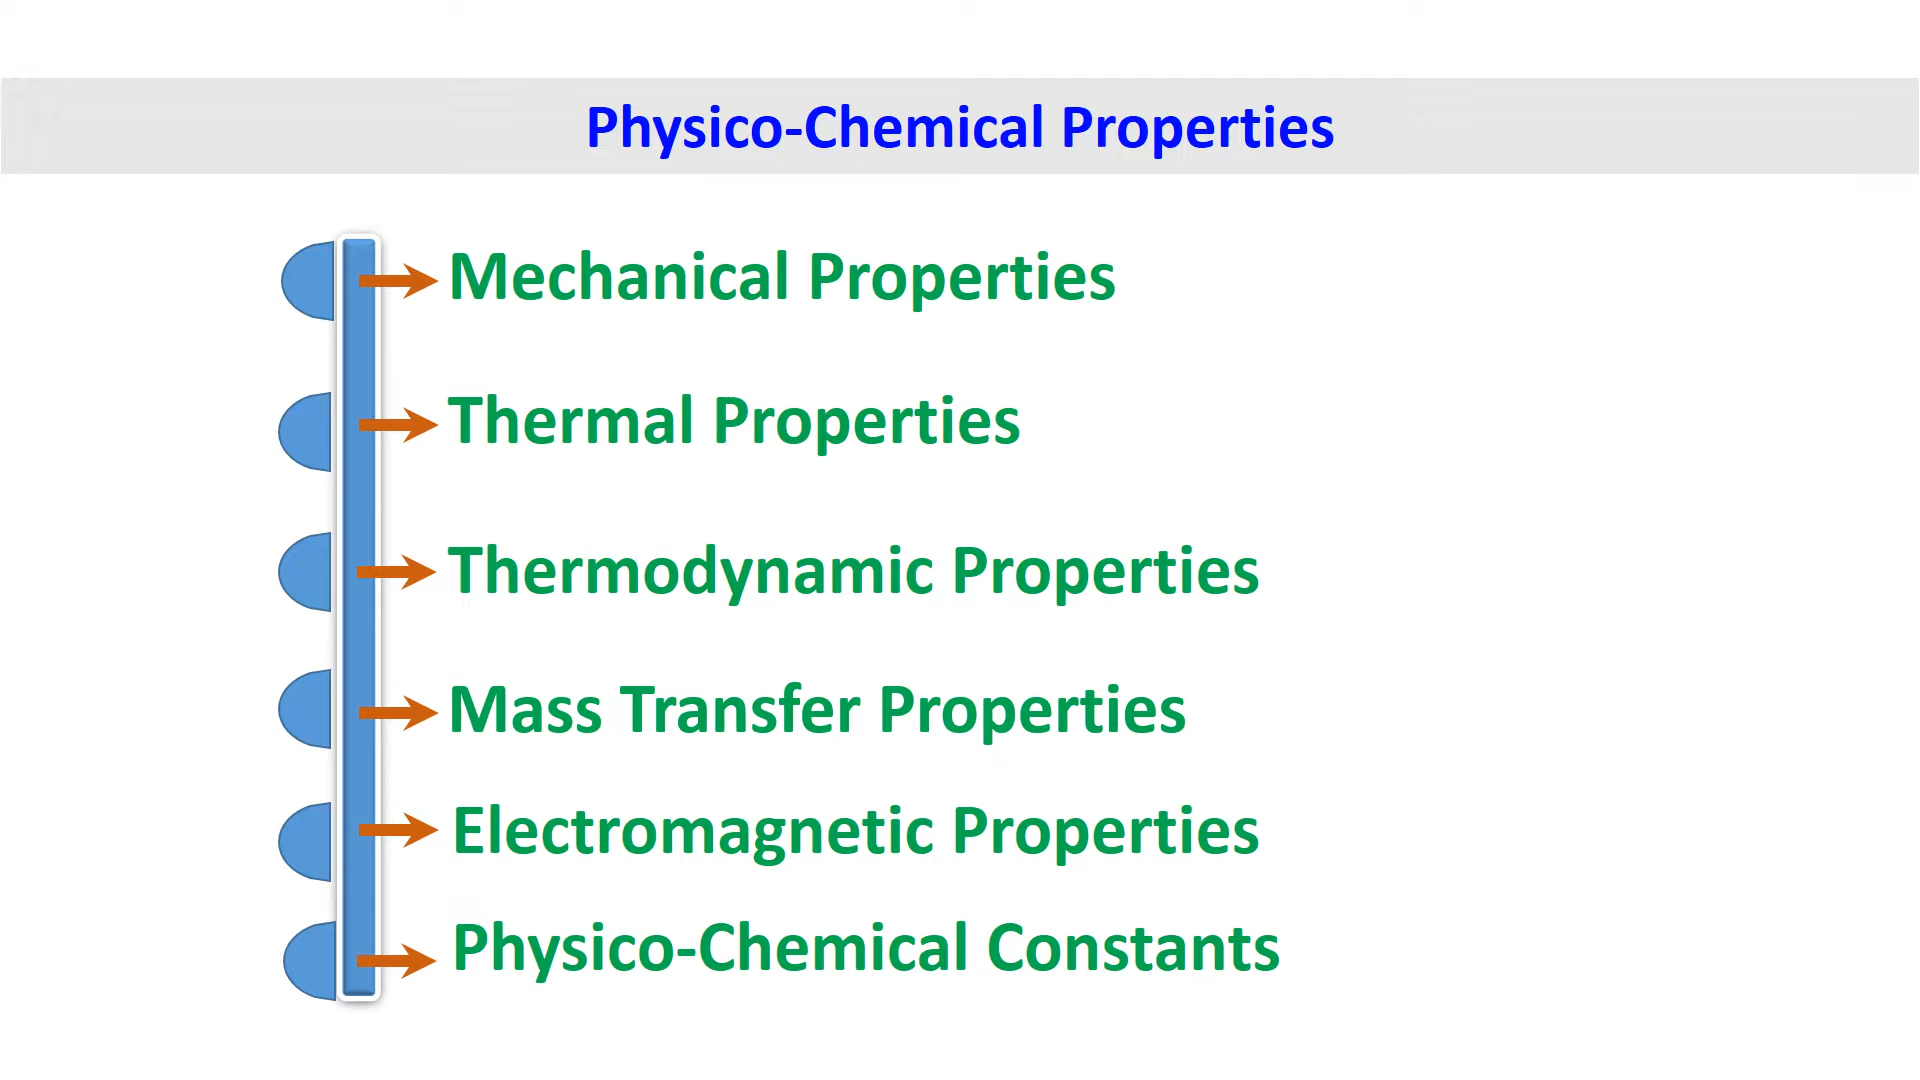 Physico-Chemical Properties
Mechanical Properties
Thermal Properties
Thermodynamic Properties
Mass Transfer Properties
Electromagnetic Properties
Physico-Chemical Constants